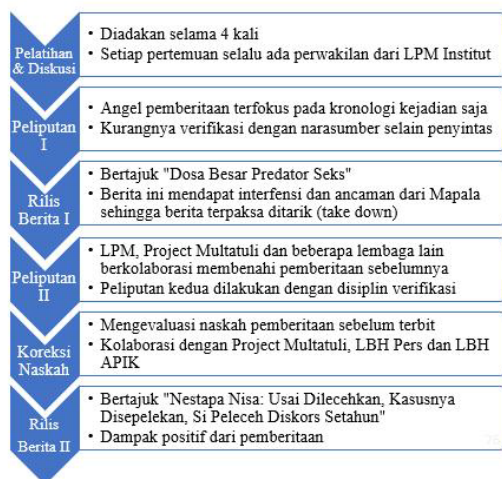 Pelatihan
& Diskusi
• Diadakan selama 4 kali
• Setiap pertemuan selalu ada perwakilan dari LPM Institut
Peliputan
I
• Angel pemberitaan terfokus pada kronologi kejadian saja
• Kurangnya verifikasi dengan narasumber selain penyintas
Rilis
Berita I
• Bertajuk "Dosa Besar Predator Seks"
• Berita ini mendapat interfensi dan ancaman dari Mapala
sehingga berita terpaksa ditarik (take down)
Peliputan
II
• LPM, Project Multatuli dan beberapa lembaga lain
berkolaborasi membenahi pemberitaan sebelumnya
• Peliputan kedua dilakukan dengan disiplin verifikasi
Koreksi
Naskah
• Mengevaluasi naskah pemberitaan sebelum terbit
• Kolaborasi dengan Project Multatuli, LBH Pers dan LBH
APIK
Rilis
Berita II
• Bertajuk "Nestapa Nisa: Usai Dilecehkan, Kasusnya
Disepelekan, Si Peleceh Diskors Setahun"
• Dampak positif dari pemberitaan